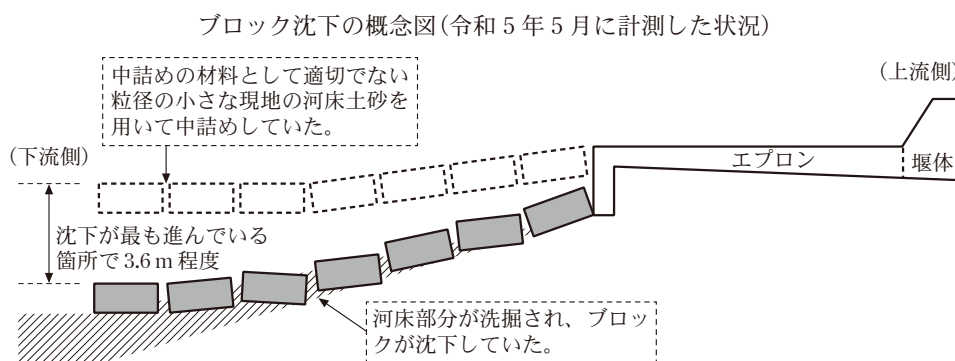 ブロック沈下の概念図(令和5年5月に計測した状況)
中詰めの材料として適切でない
粒径の小さな現地の河床土砂を
用いて中詰めしていた。
(上流側)
(下流側)
エプロン
堰体
沈下が最も進んでいる
箇所で3.6m程度
河床部分が洗掘され、ブロッ
クが沈下していた。